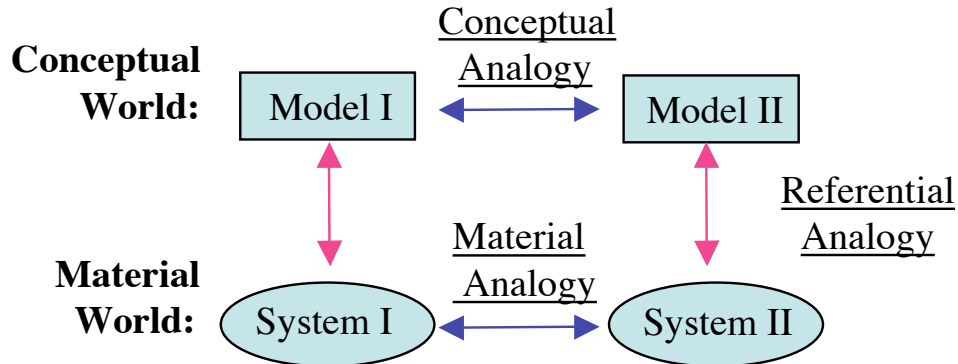 Conceptual
World:
Conceptual
Analogy
Model I
Model II
Referential
Analogy
Material
World:
Material
Analogy
System I
System II